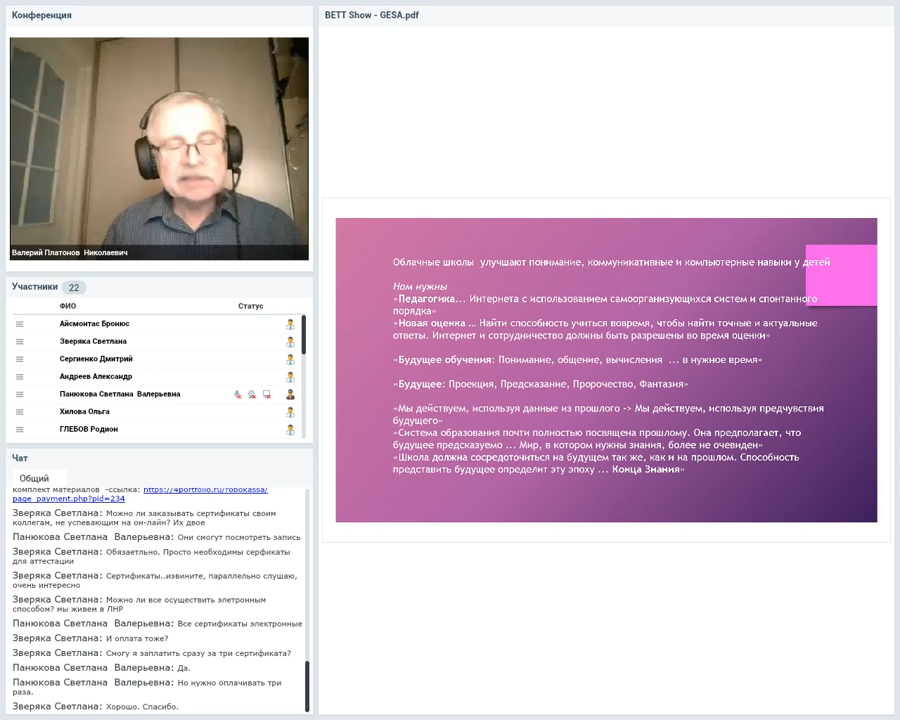 Конференция
Валерий Платонов  Николаевич
Участники 22
ФИО Статус
Айсмонтас Бронюс
Зверяка Светлана
Сергиенко Дмитрий
Андреев Александр
Панюкова Светлана  Валерьевна
Хилова Ольга
ГЛЕБОВ Родион
Чат
Общий
комплект материалов  -ссылка: https://4portfolio.ru/robokassa/
page_payment.php?pid=234
Зверяка Светлана: Можно ли заказывать сертификаты своим
коллегам, не успевающим на он-лайн? Их двое
Панюкова Светлана  Валерьевна: Они смогут посмотреть запись
Зверяка Светлана: Обязаетльно. Просто необходимы серфикаты
для аттестации
Зверяка Светлана: Сертификаты..извините, параллельно слушаю,
очень интересно
Зверяка Светлана: Можно ли все осуществить элетронным
способом? мы живем в ЛНР
Панюкова Светлана  Валерьевна: Все сертификаты электронные
Зверяка Светлана: И оплата тоже?
Зверяка Светлана: Смогу я заплатить сразу за три сертификата?
Панюкова Светлана  Валерьевна: Да.
Панюкова Светлана  Валерьевна: Но нужно оплачивать три
раза.
Зверяка Светлана: Хорошо. Спасибо.
BETT Show - GESA.pdf
Облачные школы  улучшают понимание, коммуникативные и компьютерные навыки у детей
Нам нужны
«Педагогика... Интернета с использованием самоорганизующихся систем и спонтанного
порядка»
«Новая оценка ... Найти способность учиться вовремя, чтобы найти точные и актуальные
ответы. Интернет и сотрудничество должны быть разрешены во время оценки»
«Будущее обучения: Понимание, общение, вычисления  ... в нужное время»
«Будущее: Проекция, Предсказание, Пророчество, Фантазия»
«Мы действуем, используя данные из прошлого -> Мы действуем, используя предчувствия
будущего»
«Система образования почти полностью посвящена прошлому. Она предполагает, что
будущее предсказуемо ... Мир, в котором нужны знания, более не очевиден»
«Школа должна сосредоточиться на будущем так же, как и на прошлом. Способность
представить будущее определит эту эпоху ... Конца Знания»